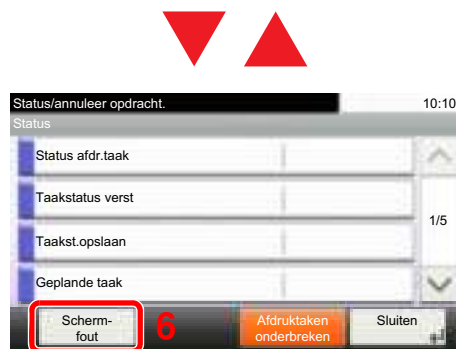 Status/annuleer opdracht.
10:10
Status
Status afdr.taak
Taakstatus verst
1/5
Taakst.opslaan
Geplande taak
Scherm-
fout
6
Afdruktaken
onderbreken
Sluiten